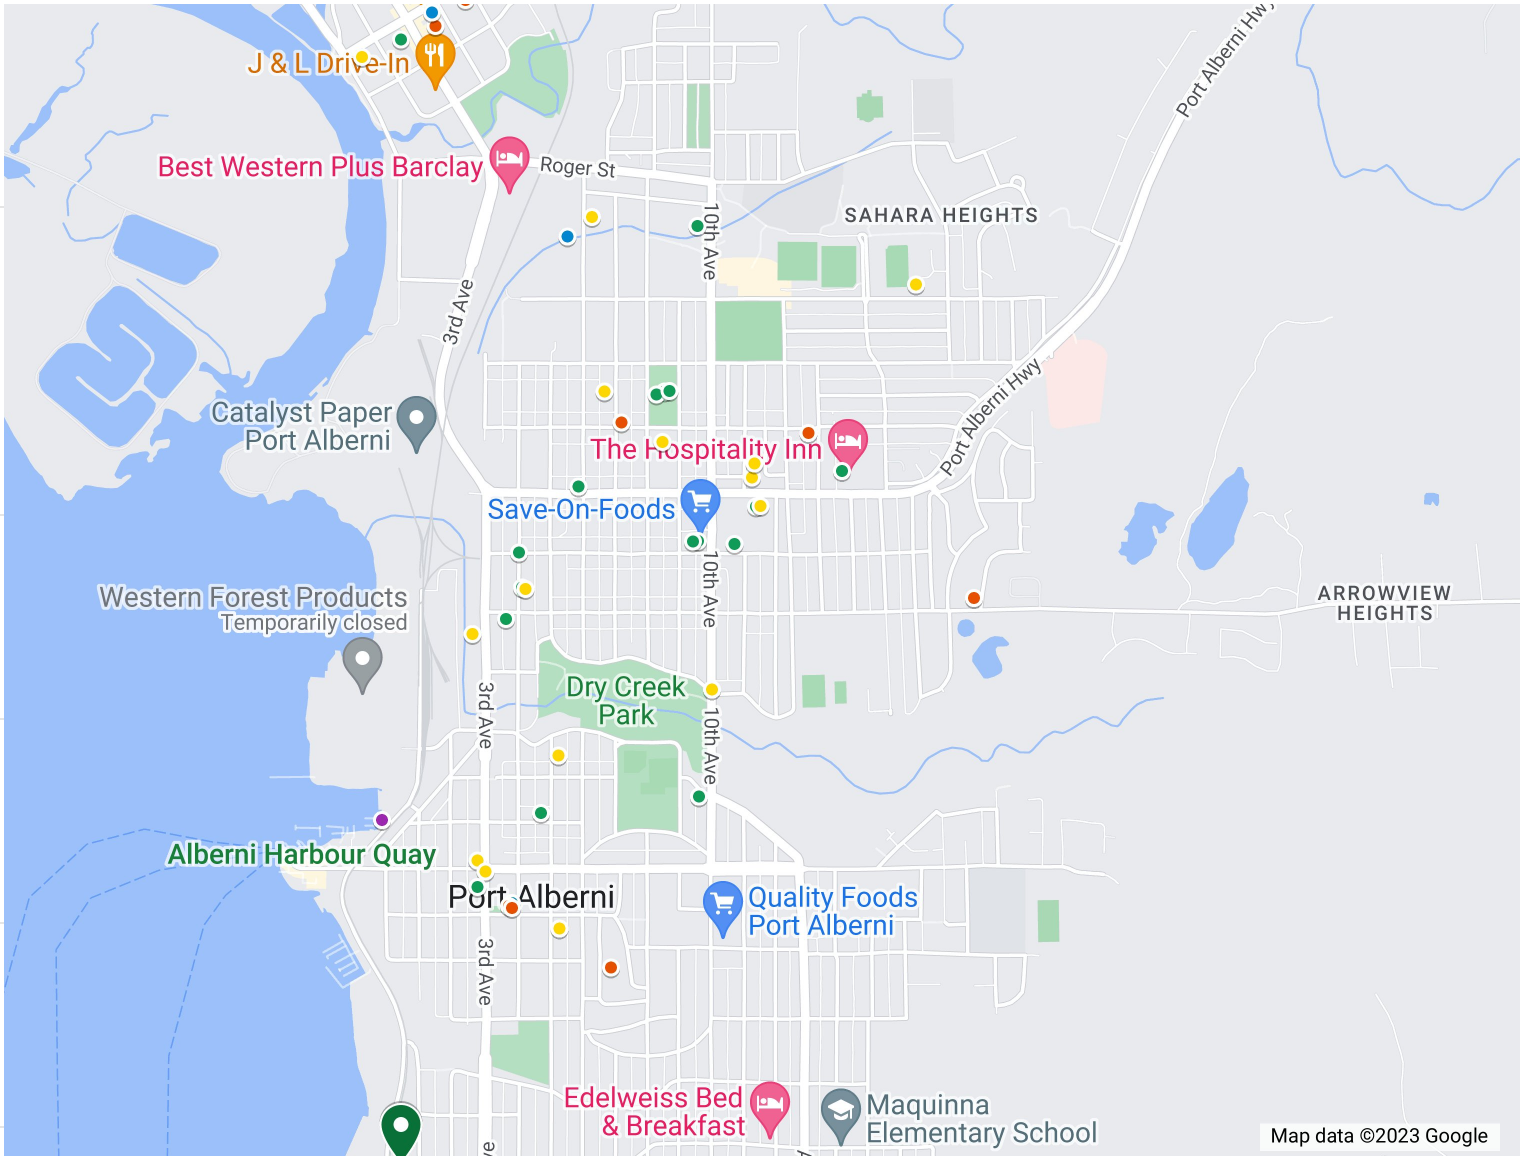 Port Alberni Hwy
J & L Drive-In
Best Western Plus Barclay
Roger St
SAHARA HEIGHTS
10th Ave
3rd Ave
Port Alberni Hwy
Catalyst Paper
Port Alberni
The Hospitality Inn
Save-On-Foods
10th Ave
Western Forest Products
Temporarily closed
ARROWVIEW
HEIGHTS
Dry Creek
Park
3rd Ave
10th Ave
Alberni Harbour Quay
Port Alberni
Quality Foods
Port Alberni
3rd Ave
Edelweiss Bed
& Breakfast
Maquinna
Elementary School
Map data ©2023 Google